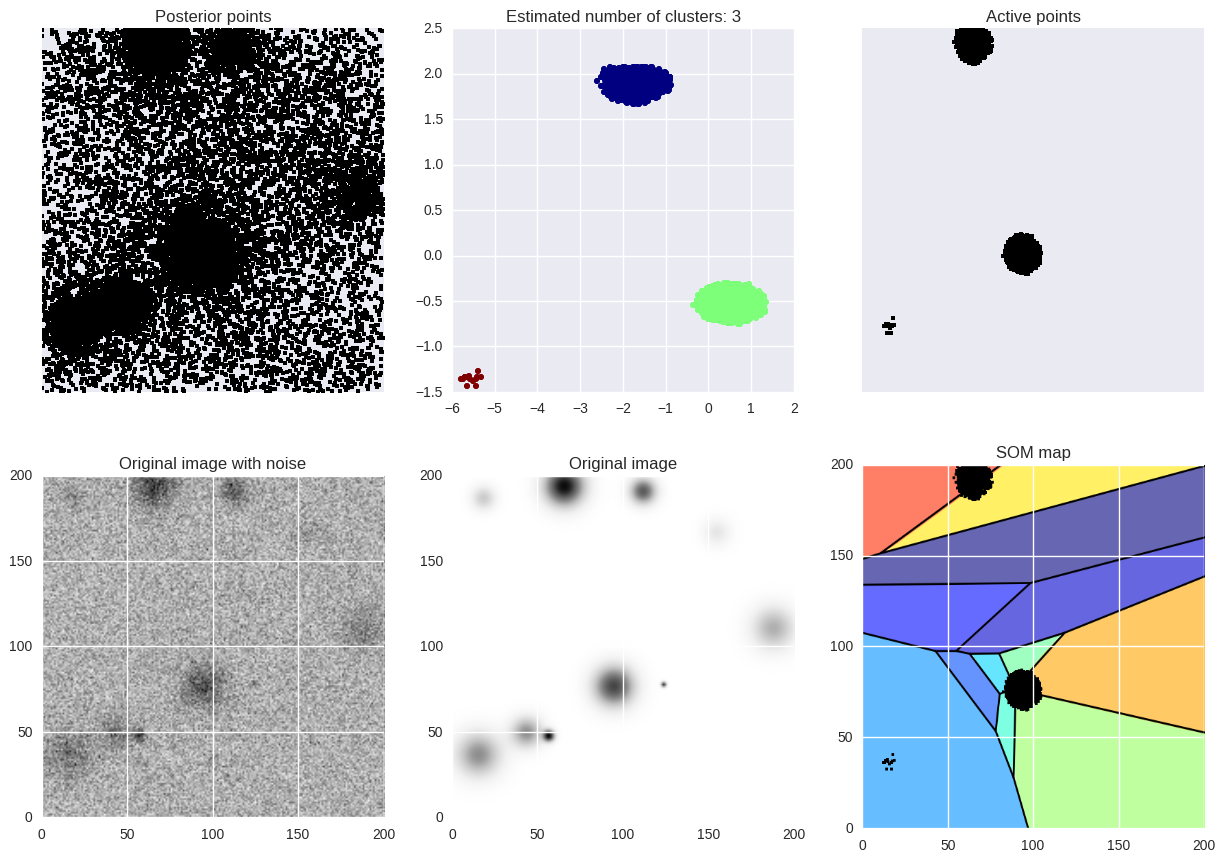 Posterior points
Estimated number of clusters: 3
Active points
2.5
2.0
1.5
1.0
0.5
0.0
−0.5
−1.0
−1.5
−6 −5 −4 −3 −2 −1 0 1 2
Original image with noise
Original image
SOM map
200
150
100
50
0
0 50 100 150 200
200
150
100
50
0
0 50 100 150 200
200
150
100
50
0
0 50 100 150 200